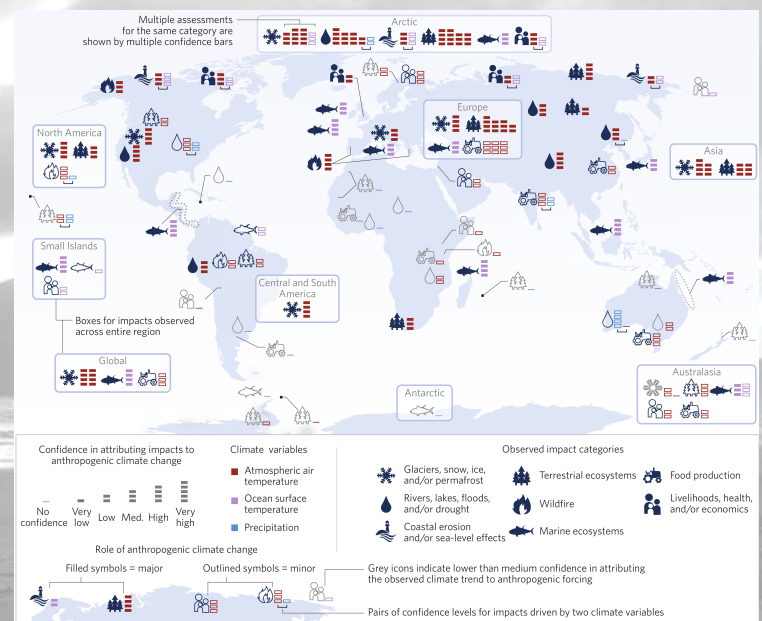 Multiple assessments
for the same category are
shown by multiple confidence bars
Arctic
North America
Europe
Asia
Small Islands
Central and South
America
Boxes for impacts observed
across entire region
Global
Antarctic
Australasia
Confidence in attributing impacts to
anthropogenic climate change
No
confidence
Very
low
Low
Med.
High
Very
high
Climate variables
Atmospheric air
temperature
Ocean surface
temperature
Precipitation
Observed impact categories
Glaciers, snow, ice,
and/or permafrost
Rivers, lakes, floods,
and/or drought
Coastal erosion
and/or sea-level effects
Terrestrial ecosystems
Wildfire
Marine ecosystems
Food production
Livelihoods, health,
and/or economics
Role of anthropogenic climate change
Filled symbols = major
Outlined symbols = minor
Grey icons indicate lower than medium confidence in attributing
the observed climate trend to anthropogenic forcing
Pairs of confidence levels for impacts driven by two climate variables